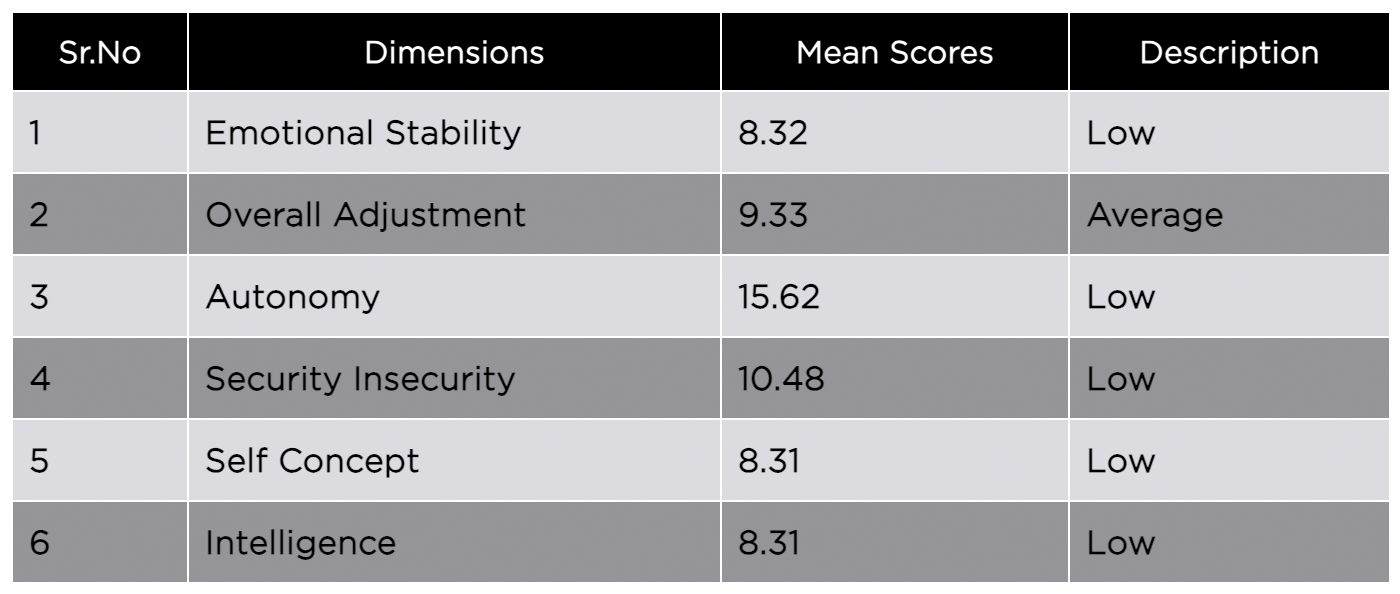 Sr.No Dimensions Mean Scores Description
1 Emotional Stability 8.32 Low
2 Overall Adjustment 9.33 Average
3 Autonomy 15.62 Low
4 Security Insecurity 10.48 Low
5 Self Concept 8.31 Low
6 Intelligence 8.31 Low